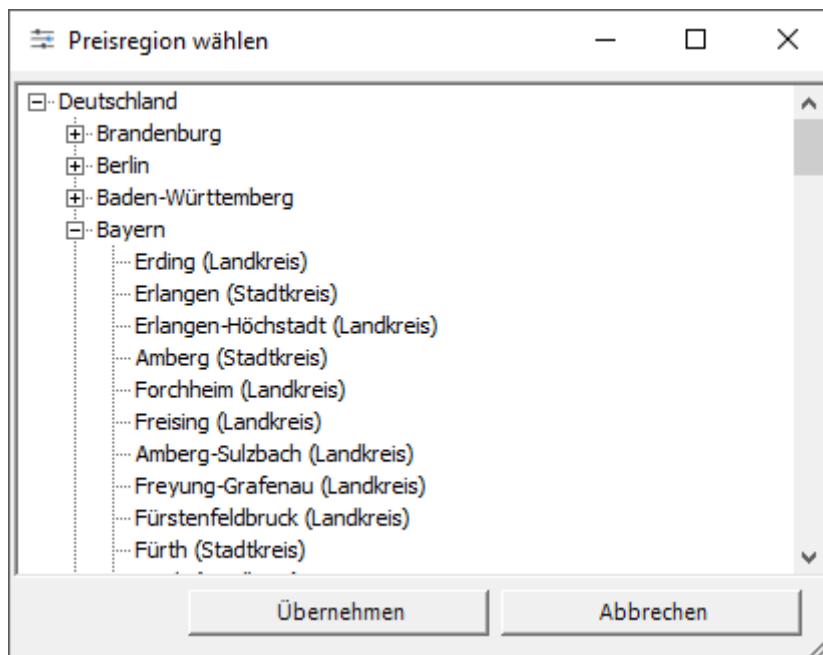 Preisregion wählen
Deutschland
Brandenburg
Berlin
Baden-Württemberg
Bayern
Erding (Landkreis)
Erlangen (Stadtkreis)
Erlangen-Höchstadt (Landkreis)
Amberg (Stadtkreis)
Forchheim (Landkreis)
Freising (Landkreis)
Amberg-Sulzbach (Landkreis)
Freyung-Grafenau (Landkreis)
Fürstenfeldbruck (Landkreis)
Fürth (Stadtkreis)
Übernehmen
Abbrechen